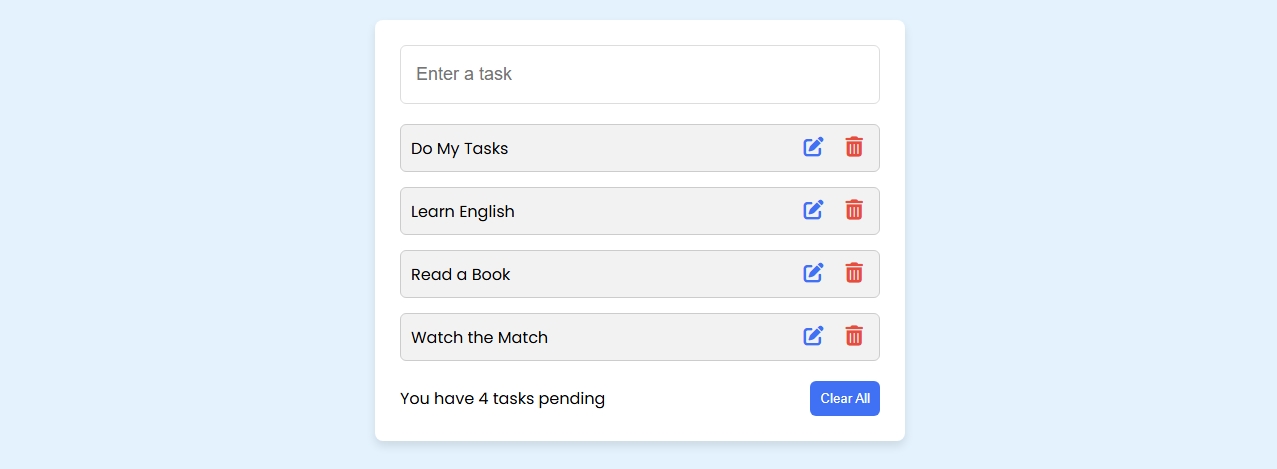 Enter a task
Do My Tasks
Learn English
Read a Book
Watch the Match
You have 4 tasks pending
Clear All